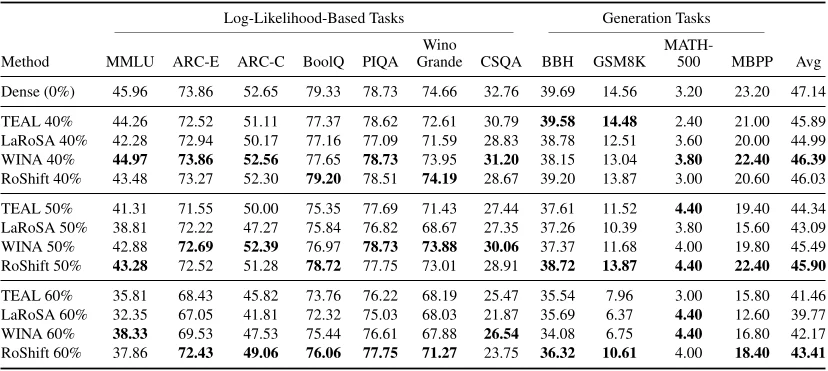 Log-Likelihood-Based Tasks Generation Tasks
Method MMLU ARC-E ARC-C BoolQ PIQA Wino Grande CSQA BBH GSM8K MATH-500 MBPP Avg
Dense (0%) 45.96 73.86 52.65 79.33 78.73 74.66 32.76 39.69 14.56 3.20 23.20 47.14
TEAL 40% 44.26 72.52 51.11 77.37 78.62 72.61 30.79 39.58 14.48 2.40 21.00 45.89
LaRoSA 40% 42.28 72.94 50.17 77.16 77.09 71.59 28.83 38.78 12.51 3.60 20.00 44.99
WINA 40% 44.97 73.86 52.56 77.65 78.73 73.95 31.20 38.15 13.04 3.80 22.40 46.39
RoShift 40% 43.48 73.27 52.30 79.20 78.51 74.19 28.67 39.20 13.87 3.00 20.60 46.03
TEAL 50% 41.31 71.55 50.00 75.35 77.69 71.43 27.44 37.61 11.52 4.40 19.40 44.34
LaRoSA 50% 38.81 72.22 47.27 75.84 76.82 68.67 27.35 37.26 10.39 3.80 15.60 43.09
WINA 50% 42.88 72.69 52.39 76.97 78.73 73.88 30.06 37.37 11.68 4.00 19.80 45.49
RoShift 50% 43.28 72.52 51.28 78.72 77.75 73.01 28.91 38.72 13.87 4.40 22.40 45.90
TEAL 60% 35.81 68.43 45.82 73.76 76.22 68.19 25.47 35.54 7.96 3.00 15.80 41.46
LaRoSA 60% 32.35 67.05 41.81 72.32 75.03 68.03 21.87 35.69 6.37 4.40 12.60 39.77
WINA 60% 38.33 69.53 47.53 75.44 76.61 67.88 26.54 34.08 6.75 4.40 16.80 42.17
RoShift 60% 37.86 72.43 49.06 76.06 77.75 71.27 23.75 36.32 10.61 4.00 18.40 43.41